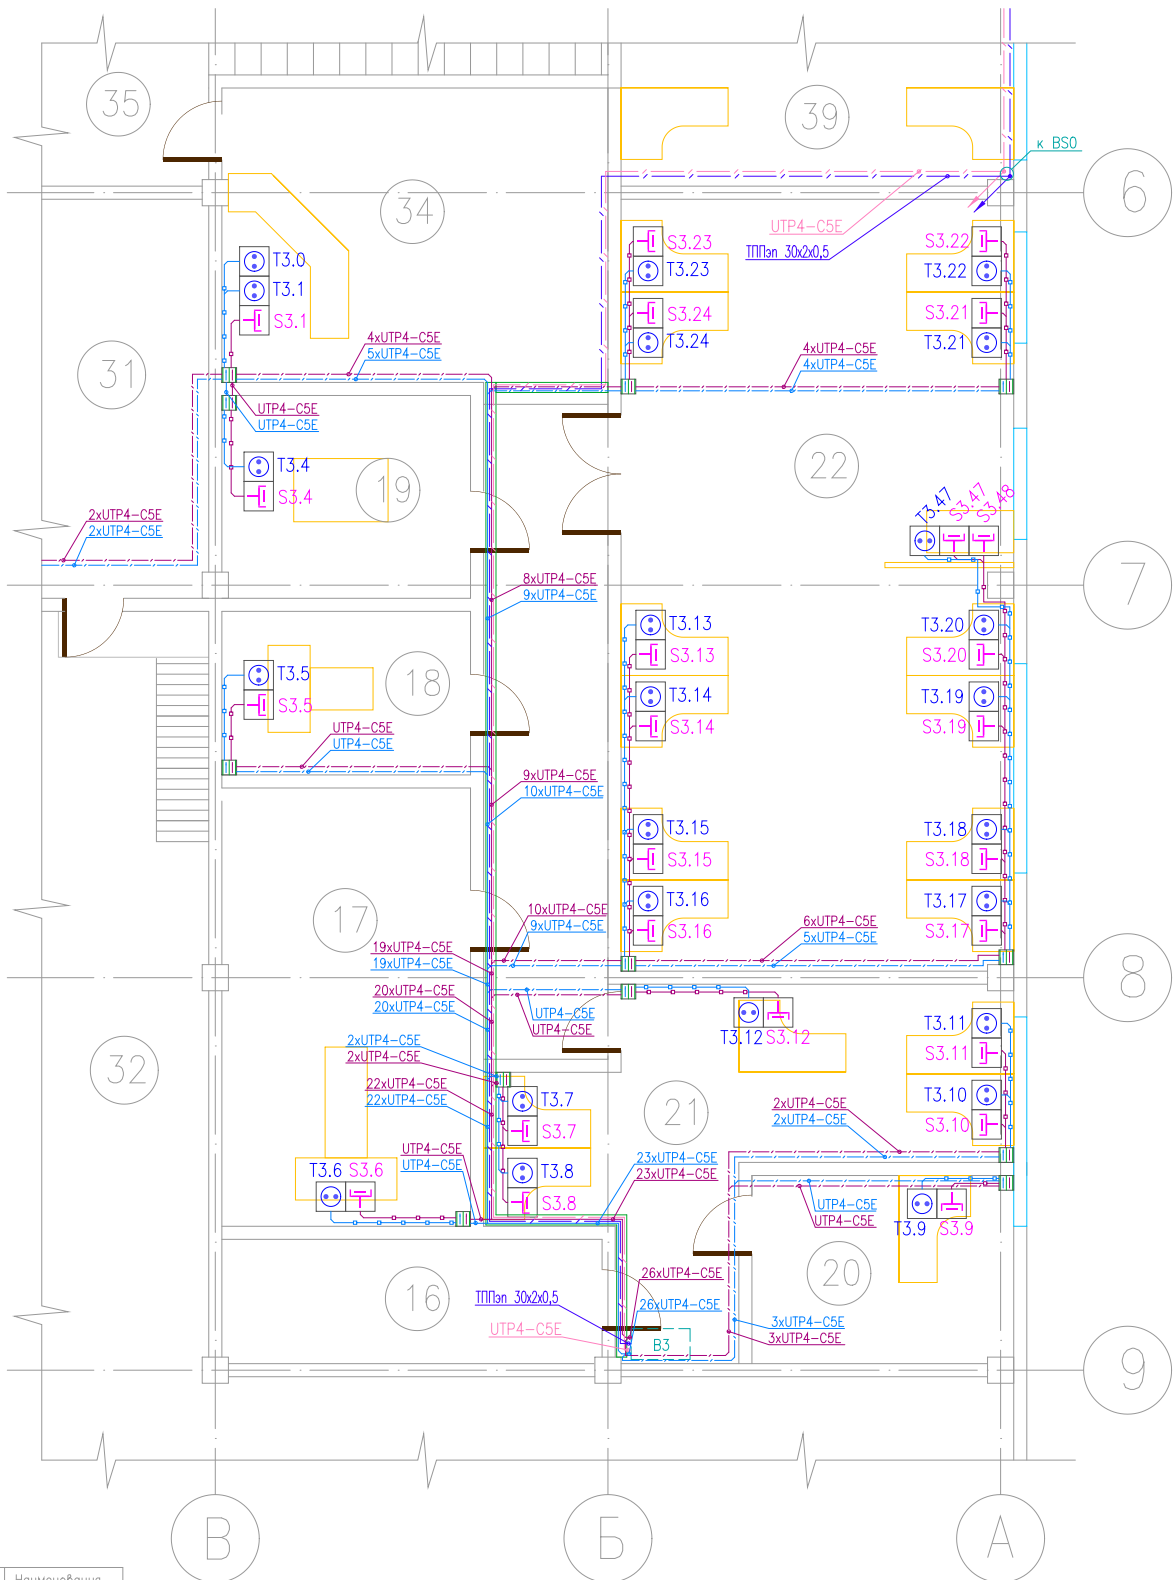 35
39
к BS0
6
34
UTP4-C5E
ТППэп 30х2х0,5
S3.23
T3.23
S3.22
T3.22
T3.0
T3.1
S3.1
S3.24
T3.24
S3.21
T3.21
31
4xUTP4-C5E
5xUTP4-C5E
4xUTP4-C5E
4xUTP4-C5E
UTP4-C5E
UTP4-C5E
22
T3.4
S3.4
19
T3.47
S3.47
S3.48
2xUTP4-C5E
2xUTP4-C5E
7
8xUTP4-C5E
9xUTP4-C5E
T3.13
S3.13
T3.20
S3.20
T3.5
S3.5
18
T3.14
S3.14
T3.19
S3.19
UTP4-C5E
UTP4-C5E
9xUTP4-C5E
10xUTP4-C5E
T3.15
S3.15
T3.18
S3.18
17
10xUTP4-C5E
9xUTP4-C5E
T3.16
S3.16
T3.17
S3.17
6xUTP4-C5E
5xUTP4-C5E
19xUTP4-C5E
19xUTP4-C5E
8
20xUTP4-C5E
20xUTP4-C5E
UTP4-C5E
UTP4-C5E
T3.12
S3.12
T3.11
S3.11
32
2xUTP4-C5E
2xUTP4-C5E
22xUTP4-C5E
22xUTP4-C5E
T3.7
S3.7
21
T3.10
S3.10
2xUTP4-C5E
2xUTP4-C5E
UTP4-C5E
UTP4-C5E
T3.6
S3.6
T3.8
S3.8
23xUTP4-C5E
23xUTP4-C5E
UTP4-C5E
UTP4-C5E
T3.9
S3.9
16
20
26xUTP4-C5E
26xUTP4-C5E
ТППэп 30х2х0,5
UTP4-C5E
В3
3xUTP4-C5E
3xUTP4-C5E
9
В
Б
А
Наименование